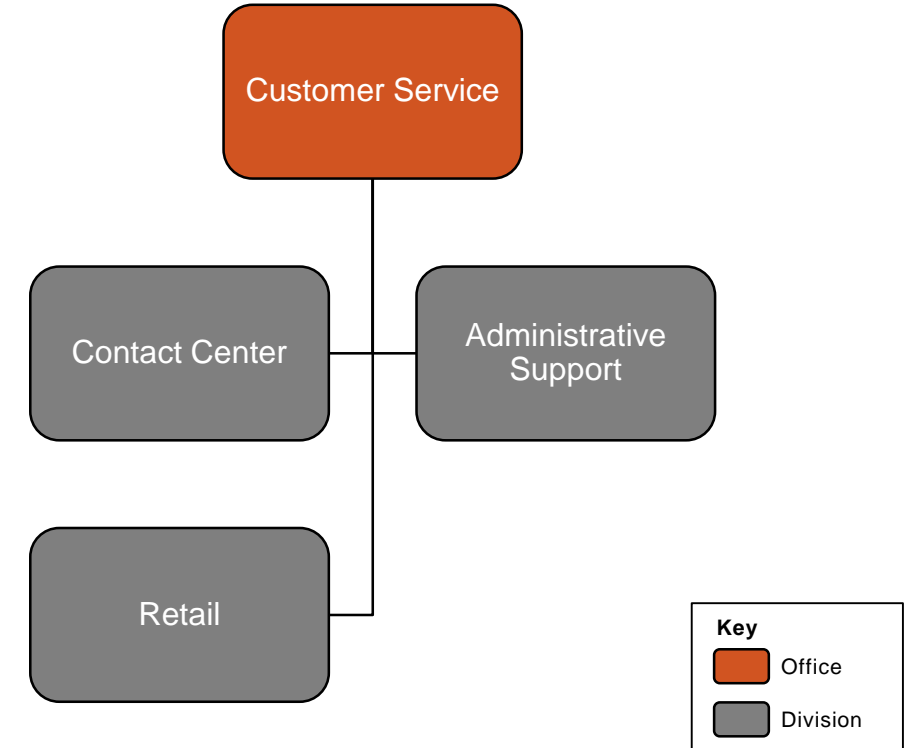 Customer Service
Contact Center
Administrative
Support
Retail
Key
Office
Division